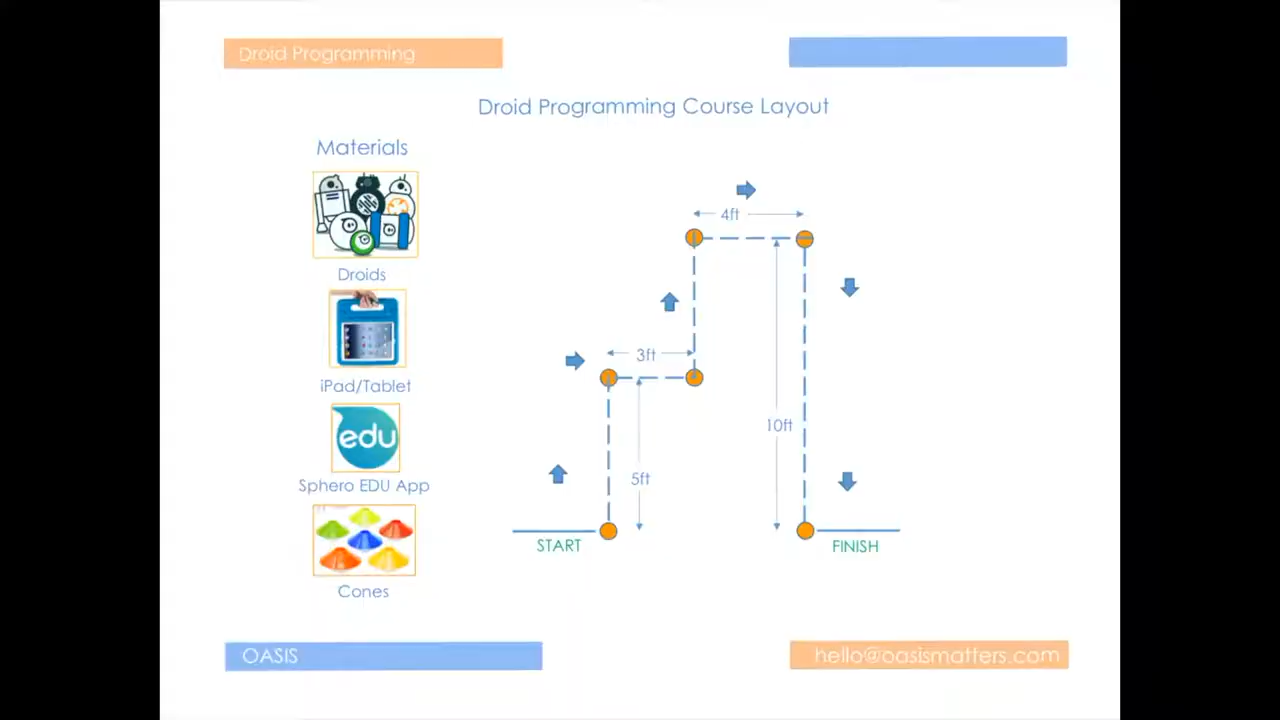 Droid Programming
Droid Programming Course Layout
Materials
Droids
iPad/Tablet
edu
Sphero EDU App
Cones
4ft
3ft
10ft
5ft
START
FINISH
OASIS
hello@oasismatters.com